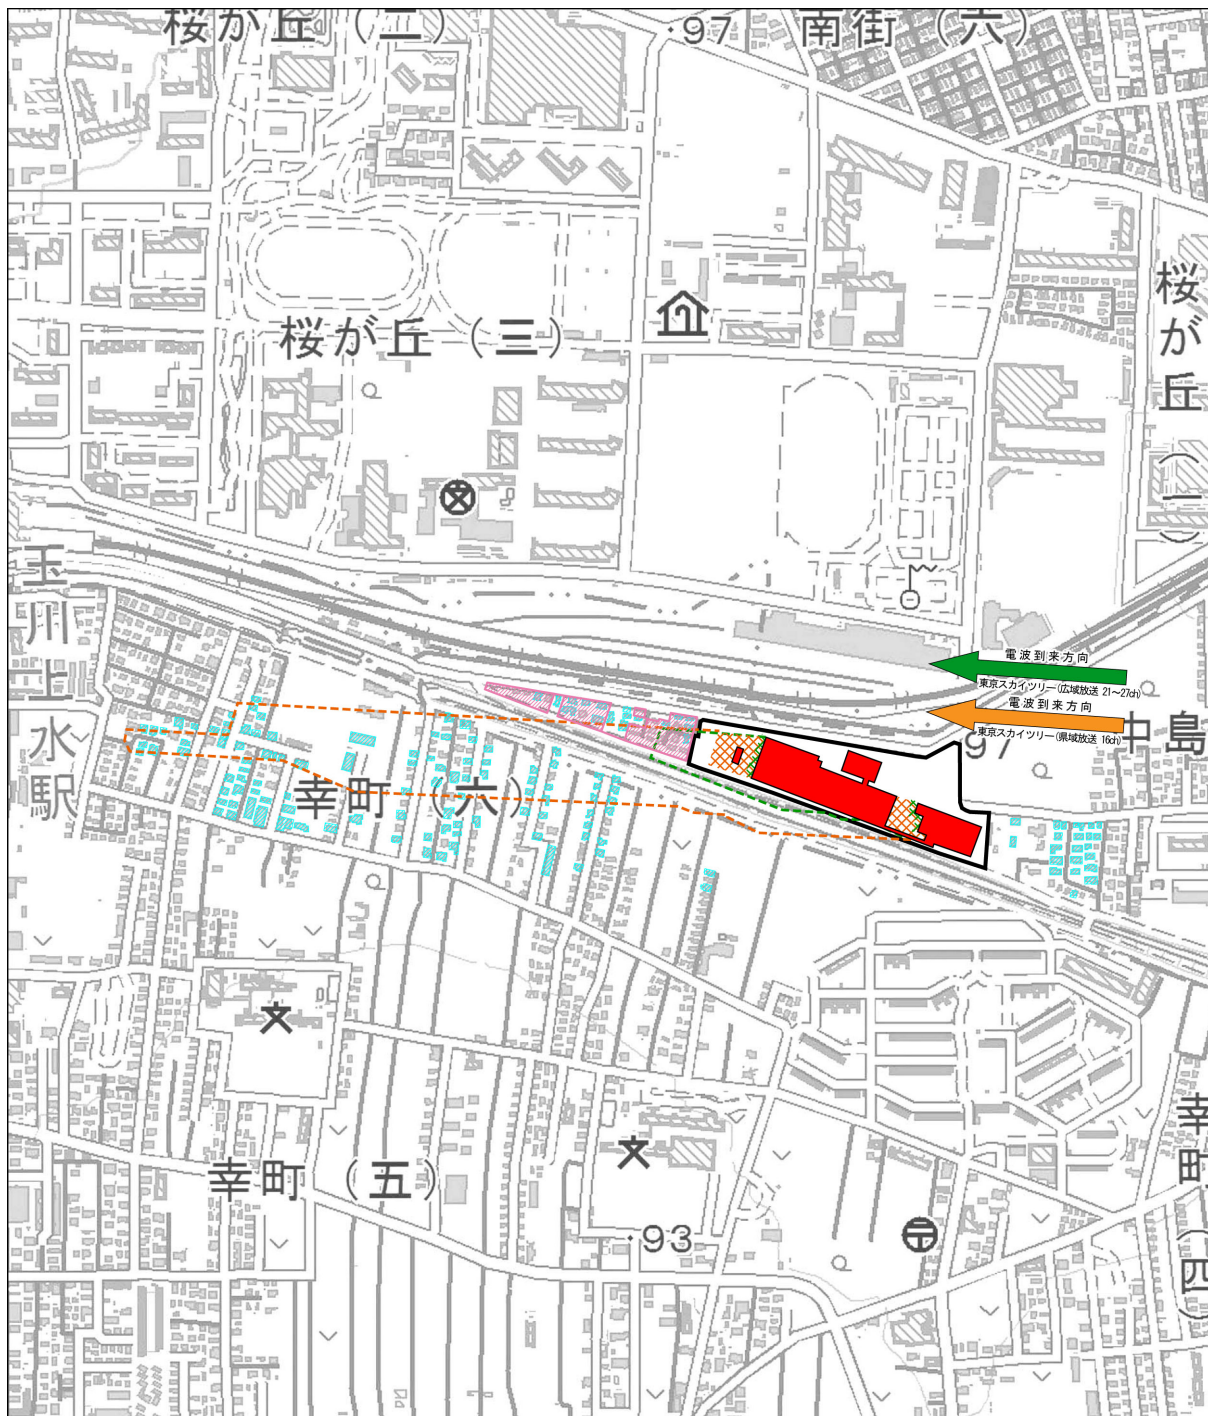 桜が丘（二）
・97
南街（六）
桜が丘（三）
桜が丘（一）
玉川上水駅
電波到来方向
東京スカイツリー(広域放送 21〜27ch)
電波到来方向
東京スカイツリー(県域放送 16ch)
97
中島
幸町（六）
幸町（五）
・93
幸町（四）